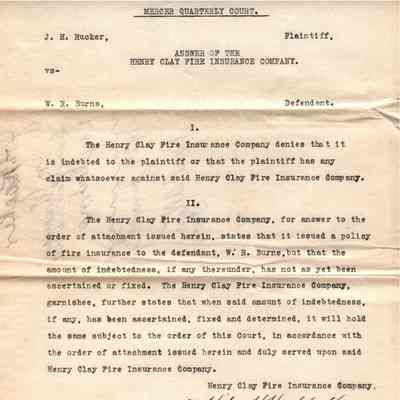 MERCER QUARTERLY COURT.
J. H. Rucker, Plaintiff.
ANSWER OF THE
HENRY CLAY FIRE INSURANCE COMPANY.
vs-
W. R. Burns, Defendant.
I.
The Henry Clay Fire Insurance Company denies that it
is indebted to the plaintiff or that the plaintiff has any
claim whatsoever against said Henry Clay Fire Insurance Company.
II.
The Henry Clay Fire Insurance Company, for answer to the
order of attachment issued herein, states that it issued a policy
of fire insurance to the defendant, W. R. Burns,but that the
amount of indebtedness, if any thereunder, has not as yet been
ascertained or fixed. The Henry Clay Fire Insurance Company,
garnishee, further states that when said amount of indebtedness,
if any, has been ascertained, fixed and determined, it will hold
the same subject to the order of this Court, in accordance with
the order of attachment issued herein and duly served upon said
Henry Clay Fire Insurance Company.
Henry Clay Fire Insurance Company.